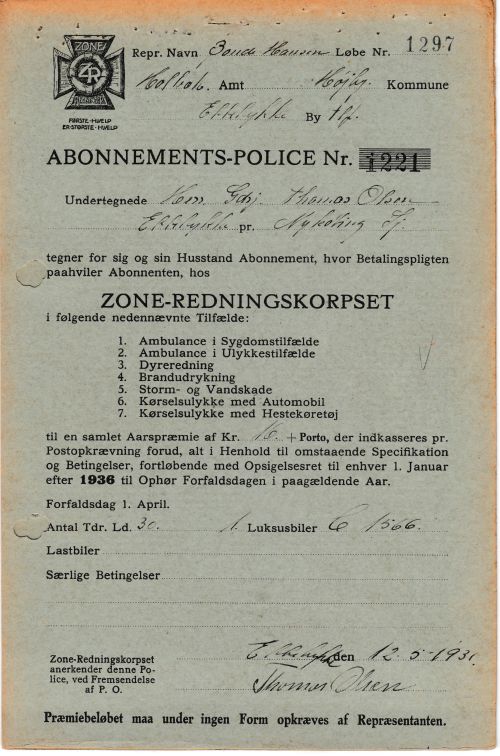 ZONE
ZR
FØRSTE-HJÆLP
ER-STØRSTE-HJÆLP
Repr. Navn Bonde Hansen Løbe Nr. 1297
Holbæk Amt Højby Kommune
By Tlf.
ABONNEMENTS-POLICE Nr. 1221
Undertegnede Hrn. Gdrj. Thomas Olsen
pr. Nykøbing Sj.
tegner for sig og sin Husstand Abonnement, hvor Betalingspligten
paahviler Abonnenten, hos
ZONE-REDNINGSKORPSET
i følgende nedennævnte Tilfælde:
1. Ambulance i Sygdomstilfælde
2. Ambulance i Ulykkestilfælde
3. Dyreredning
4. Brandudrykning
5. Storm- og Vandskade
6. Kørselsulykke med Automobil
7. Kørselsulykke med Hestekøretøj
til en samlet Aarspræmie af Kr. + Porto, der indkasseres pr.
Postopkrævning forud, alt i Henhold til omstaaende Specifikation
og Betingelser, fortløbende med Opsigelsesret til enhver 1. Januar
efter 1936 til Ophør Forfaldsdagen i paagældende Aar.
Forfaldsdag 1. April.
Antal Tdr. Ld. 30. 1. Luksusbiler C 1566.
Lastbiler
Særlige Betingelser
Zone-Redningskorpset
anerkender denne Po-
lice, ved Fremsendelse
af P. O.
den 12-5-1931.
Thomas Olsen
Præmiebeløbet maa under ingen Form opkræves af Repræsentanten.